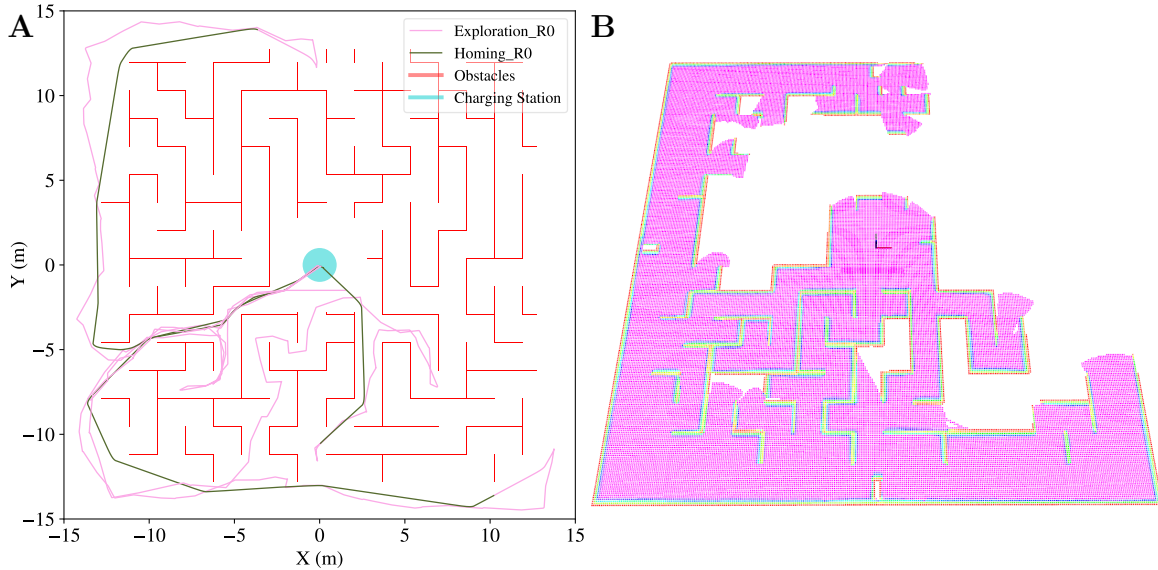 A
B
15
10
5
0
−5
−10
−15
Y (m)
Exploration_R0
Homing_R0
Obstacles
Charging Station
−15
−10
−5
0
5
10
15
X (m)